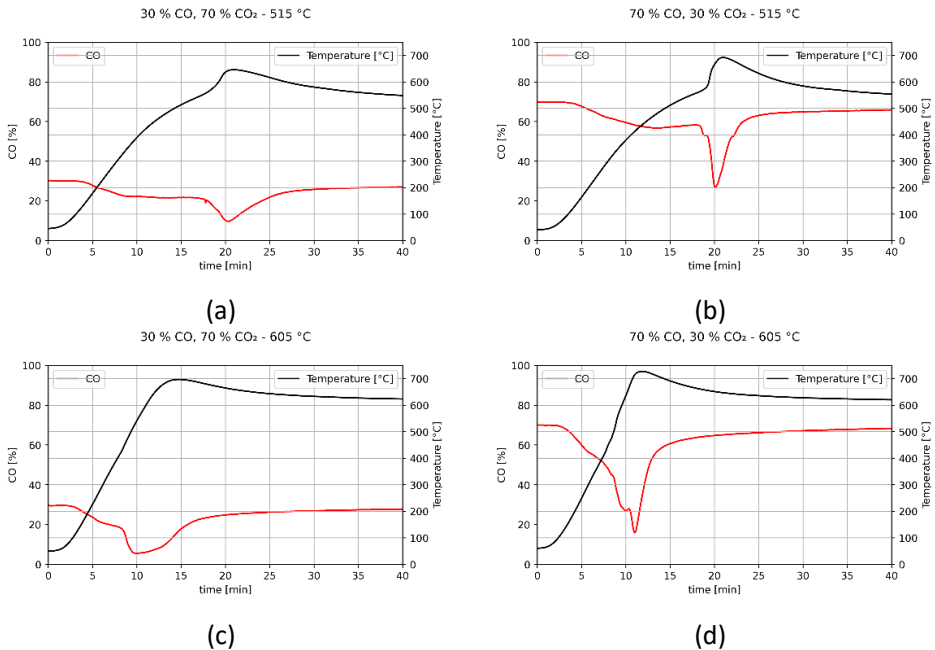 30 % CO, 70 % CO₂ - 515 °C
CO
Temperature [°C]
CO [%]
100
80
60
40
20
0
700
600
500
400
300
200
100
0
Temperature [°C]
0 5 10 15 20 25 30 35 40
time [min]
(a)
70 % CO, 30 % CO₂ - 515 °C
CO
Temperature [°C]
CO [%]
100
80
60
40
20
0
700
600
500
400
300
200
100
0
Temperature [°C]
0 5 10 15 20 25 30 35 40
time [min]
(b)
30 % CO, 70 % CO₂ - 605 °C
CO
Temperature [°C]
CO [%]
100
80
60
40
20
0
700
600
500
400
300
200
100
0
Temperature [°C]
0 5 10 15 20 25 30 35 40
time [min]
(c)
70 % CO, 30 % CO₂ - 605 °C
CO
Temperature [°C]
CO [%]
100
80
60
40
20
0
700
600
500
400
300
200
100
0
Temperature [°C]
0 5 10 15 20 25 30 35 40
time [min]
(d)